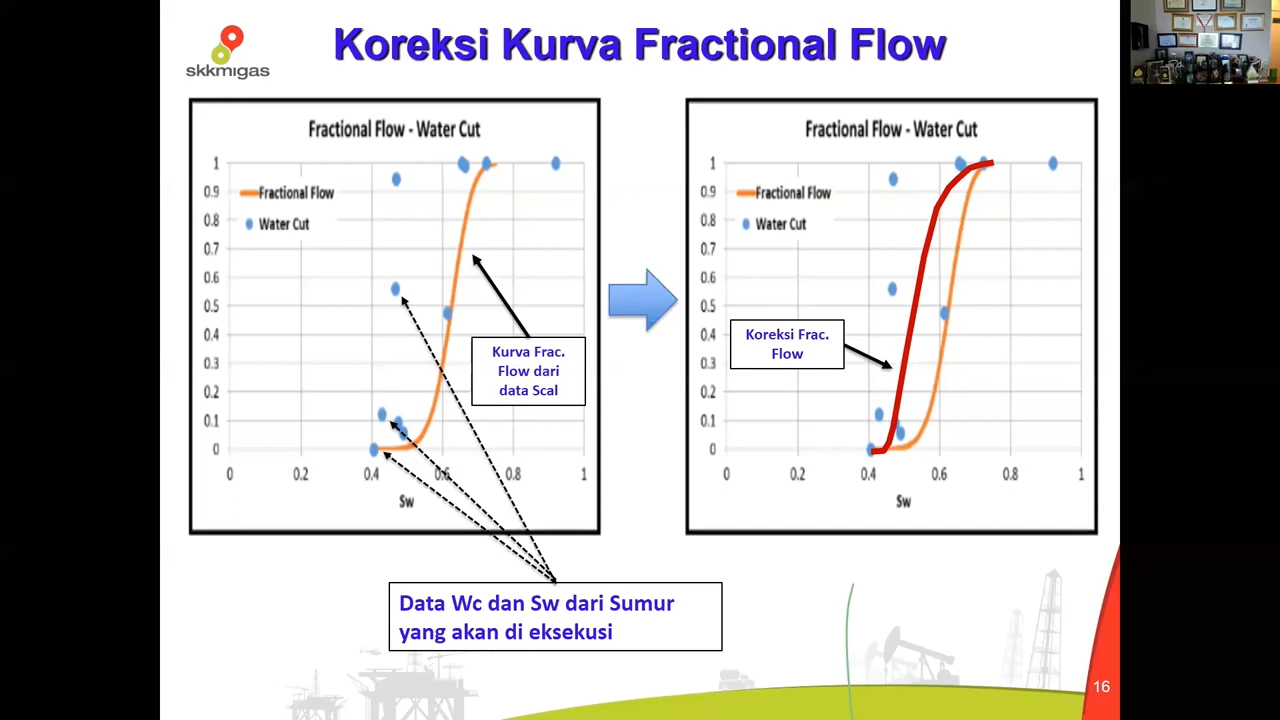 Koreksi Kurva Fractional Flow
skkmigas
Fractional Flow - Water Cut
1
0.9
0.8
0.7
0.6
0.5
0.4
0.3
0.2
0.1
0
Fractional Flow
Water Cut
0 0.2 0.4 0.6 0.8 1
Sw
Kurva Frac.
Flow dari
data Scal
Fractional Flow - Water Cut
1
0.9
0.8
0.7
0.6
0.5
0.4
0.3
0.2
0.1
0
Fractional Flow
Water Cut
0 0.2 0.4 0.6 0.8 1
Sw
Koreksi Frac.
Flow
Data Wc dan Sw dari Sumur
yang akan di eksekusi
16